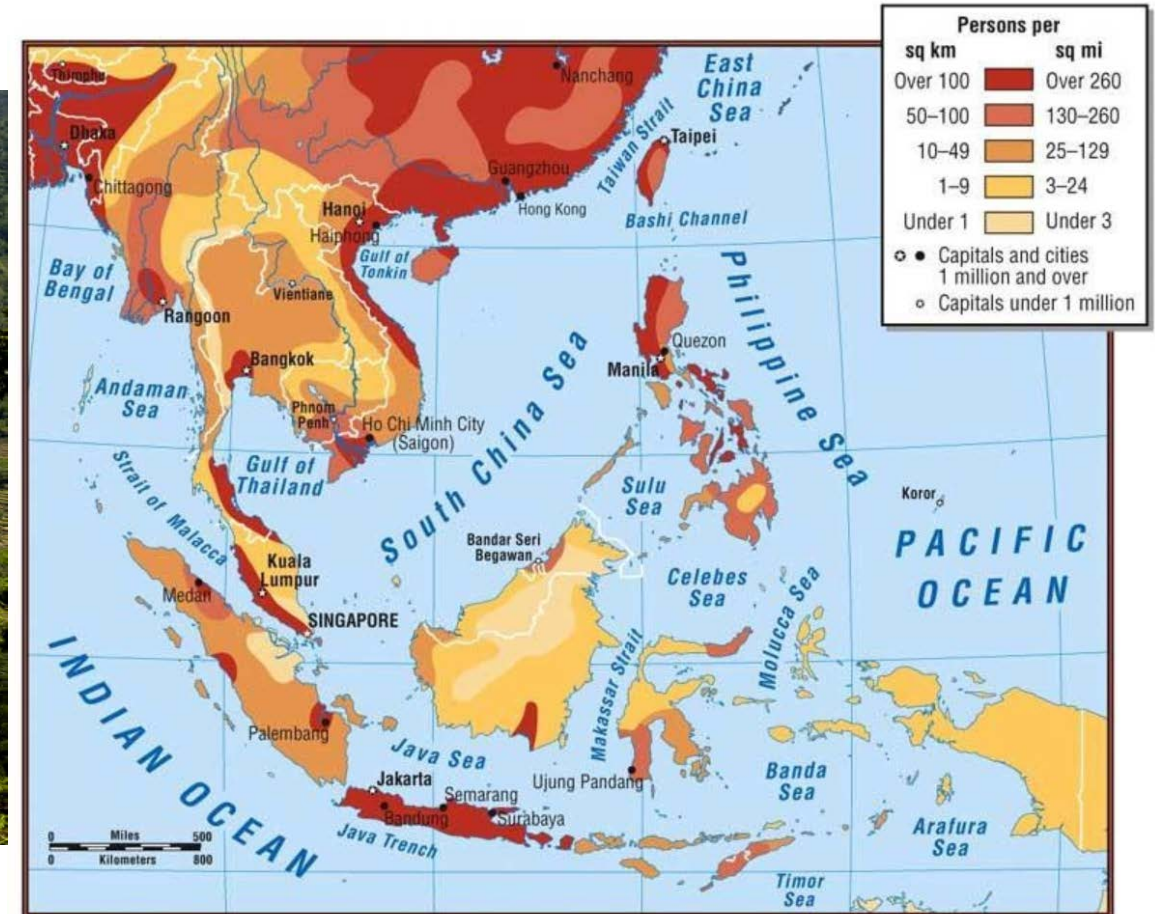 Persons per
sq km sq mi
Over 100 Over 260
50–100 130–260
10–49 25–129
1–9 3–24
Under 1 Under 3
Capitals and cities
1 million and over
Capitals under 1 million
Thimphu
Nanchang
East
China
Sea
Dhaka
Taiwan Strait
Taipei
Chittagong
Guangzhou
Hong Kong
Hanoi
Haiphong
Bashi Channel
Gulf of
Tonkin
Bay of
Bengal
Vientiane
Rangoon
Philippine Sea
Bangkok
Quezon
Manila
Andaman
Sea
Phnom
Penh
Ho Chi Minh City
(Saigon)
South China Sea
Gulf of
Thailand
Strait of Malacca
Sulu
Sea
Koror
PACIFIC
OCEAN
Bandar Seri
Begawan
Kuala
Lumpur
Celebes
Sea
Medan
SINGAPORE
Molucca Sea
INDIAN OCEAN
Makassar Strait
Palembang
Java Sea
Jakarta
Semarang
Ujung Pandang
Bandung
Surabaya
Banda
Sea
Java Trench
Arafura
Sea
Timor
Sea
0 Miles 500
0 Kilometers 800